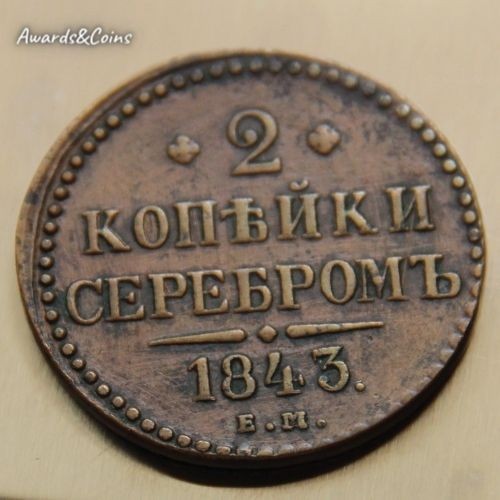 Awards&Coins
2
КОПѢЙКИ
СЕРЕБРОМЪ
1843.
Е.М.